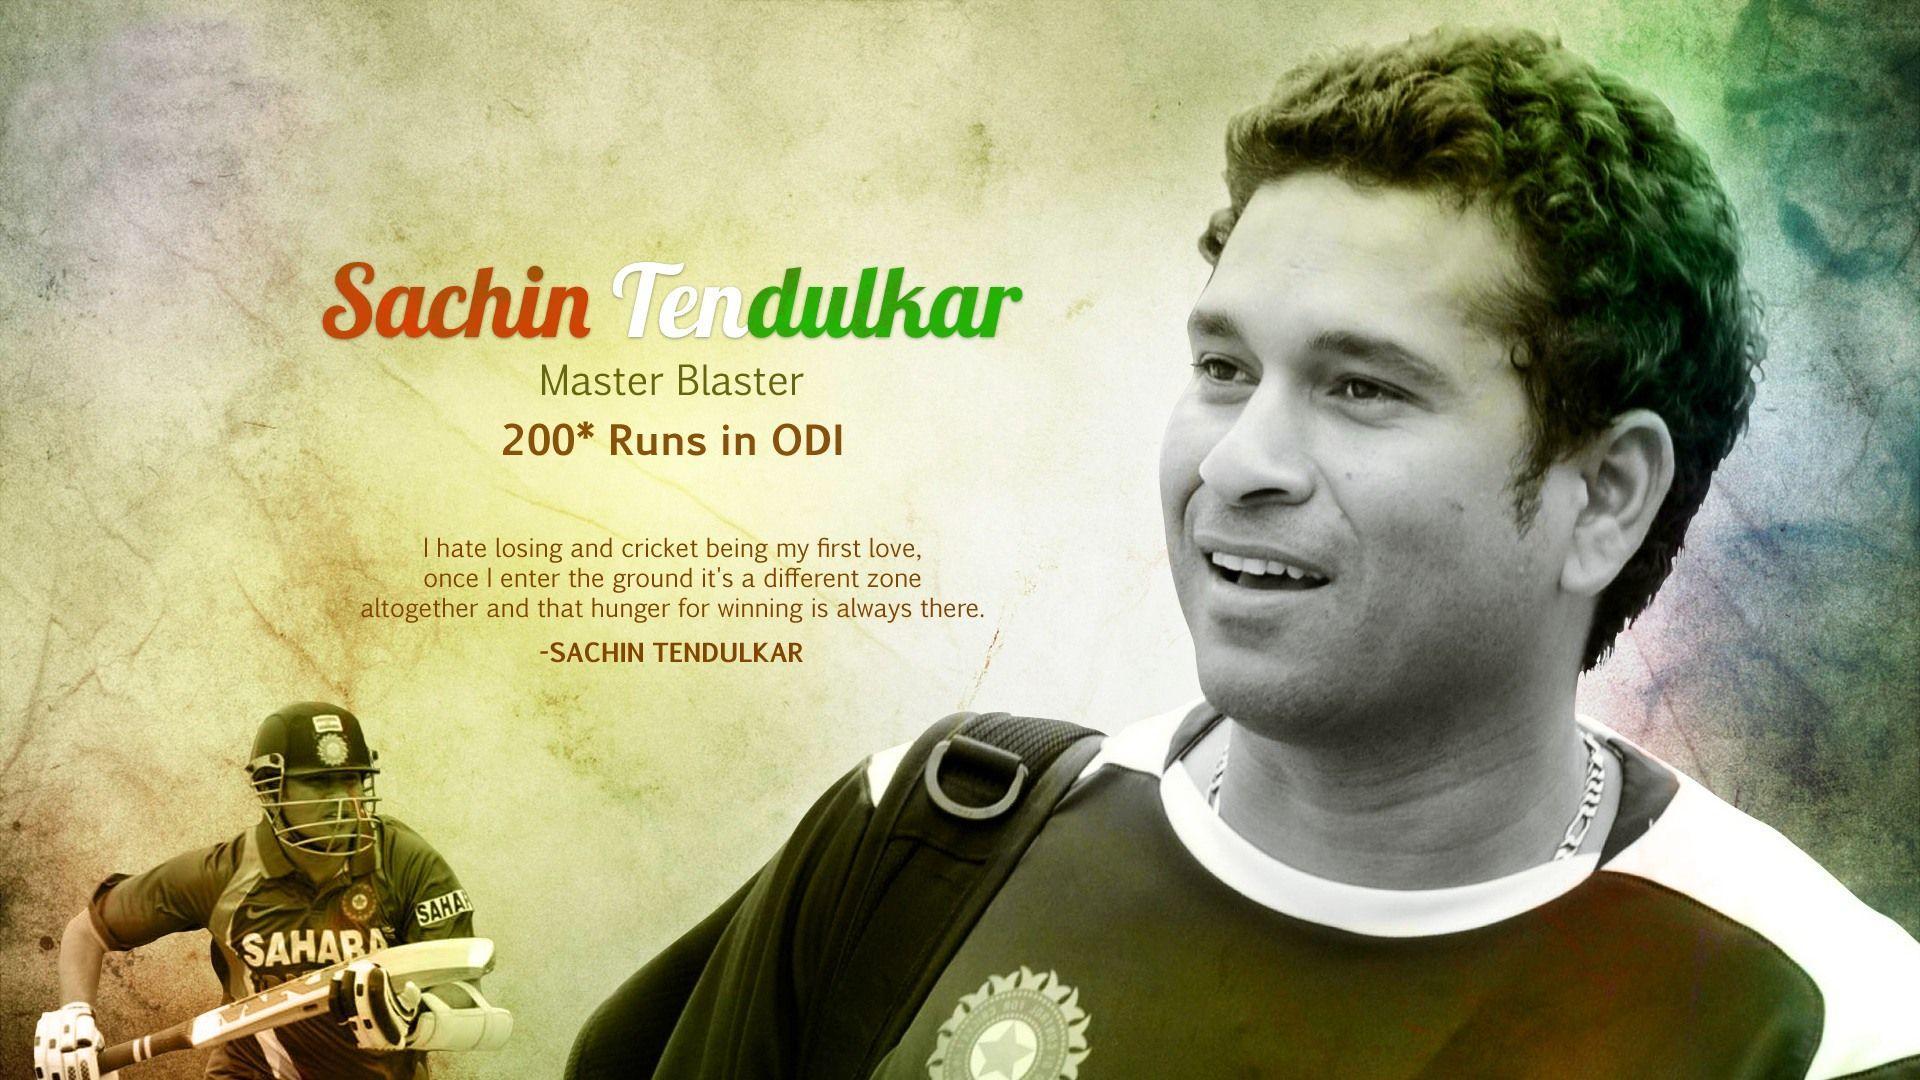 Sachin Tendulkar
Master Blaster
200* Runs in ODI
I hate losing and cricket being my first love,
once I enter the ground it's a different zone
altogether and that hunger for winning is always there.
-SACHIN TENDULKAR
SAHARA
SAHAR